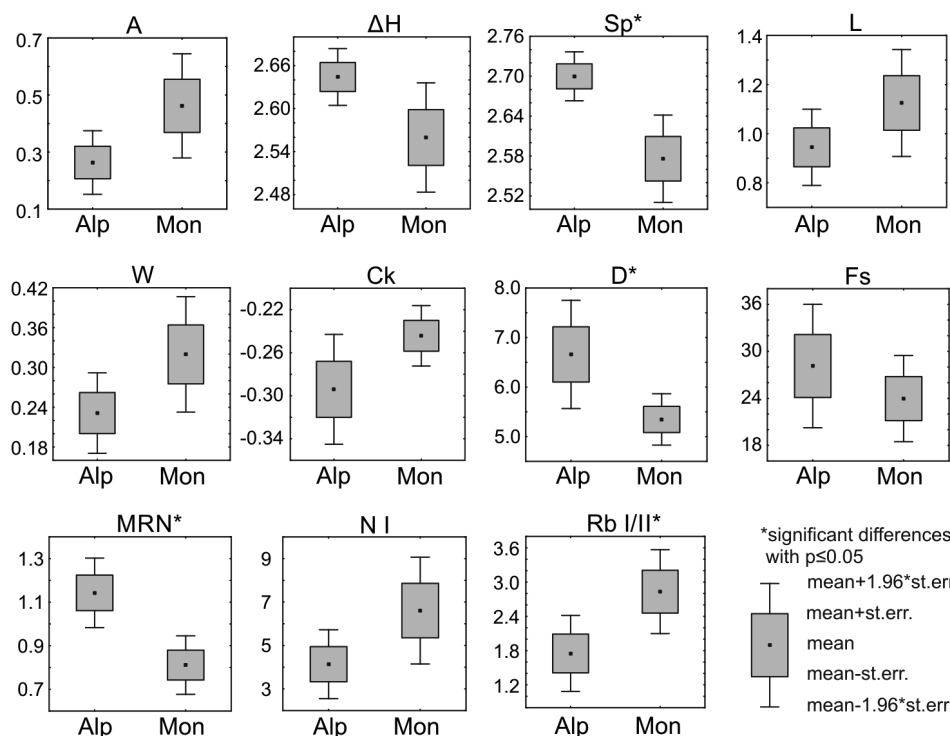 A
0.7
0.5
0.3
0.1
Alp Mon
ΔH
2.66
2.60
2.54
2.48
Alp Mon
Sp*
2.76
2.70
2.64
2.58
2.52
Alp Mon
L
1.4
1.2
1.0
0.8
Alp Mon
W
0.42
0.36
0.30
0.24
0.18
Alp Mon
Ck
-0.22
-0.26
-0.30
-0.34
Alp Mon
D*
8.0
7.0
6.0
5.0
Alp Mon
Fs
36
30
24
18
Alp Mon
MRN*
1.3
1.1
0.9
0.7
Alp Mon
N I
9
7
5
3
Alp Mon
Rb I/II*
3.6
3.0
2.4
1.8
1.2
Alp Mon
*significant differences
with p≤0.05
mean+1.96*st.err
mean+st.err.
mean
mean-st.err.
mean-1.96*st.err